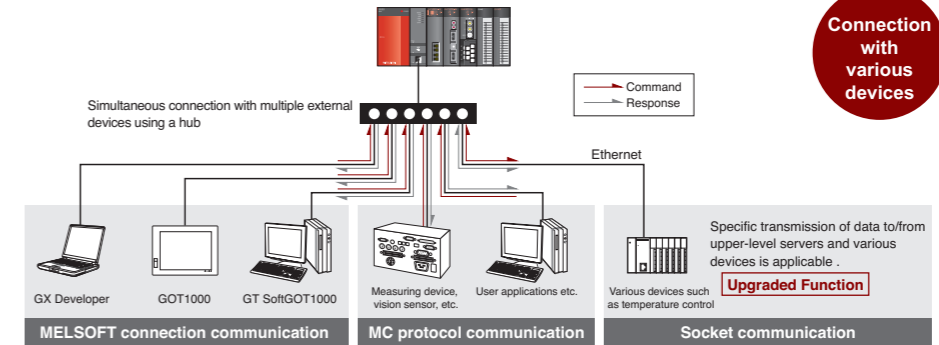 Connection
with
various
devices
Command
Response
Simultaneous connection with multiple external
devices using a hub
Ethernet
Specific transmission of data to/from
upper-level servers and various
devices is applicable .
Upgraded Function
GX Developer
GOT1000
GT SoftGOT1000
Measuring device,
vision sensor, etc.
User applications etc.
Various devices such
as temperature control
MELSOFT connection communication
MC protocol communication
Socket communication